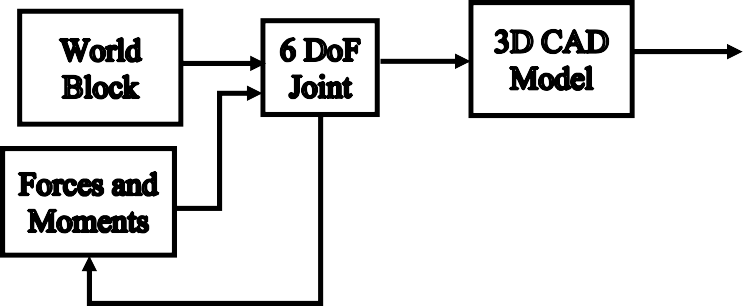 World
Block
6 DoF
Joint
3D CAD
Model
Forces and
Moments